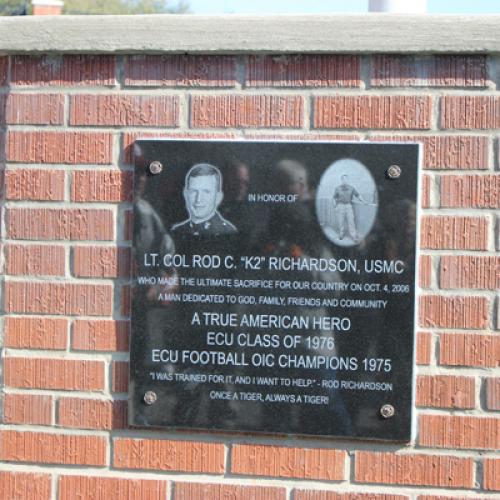 IN HONOR OF
LT. COL ROD C. "K2" RICHARDSON, USMC
WHO MADE THE ULTIMATE SACRIFICE FOR OUR COUNTRY ON OCT. 4, 2006
A MAN DEDICATED TO GOD, FAMILY, FRIENDS AND COMMUNITY
A TRUE AMERICAN HERO
ECU CLASS OF 1976
ECU FOOTBALL OIC CHAMPIONS 1975
"I WAS TRAINED FOR IT, AND I WANT TO HELP." - ROD RICHARDSON
ONCE A TIGER, ALWAYS A TIGER!